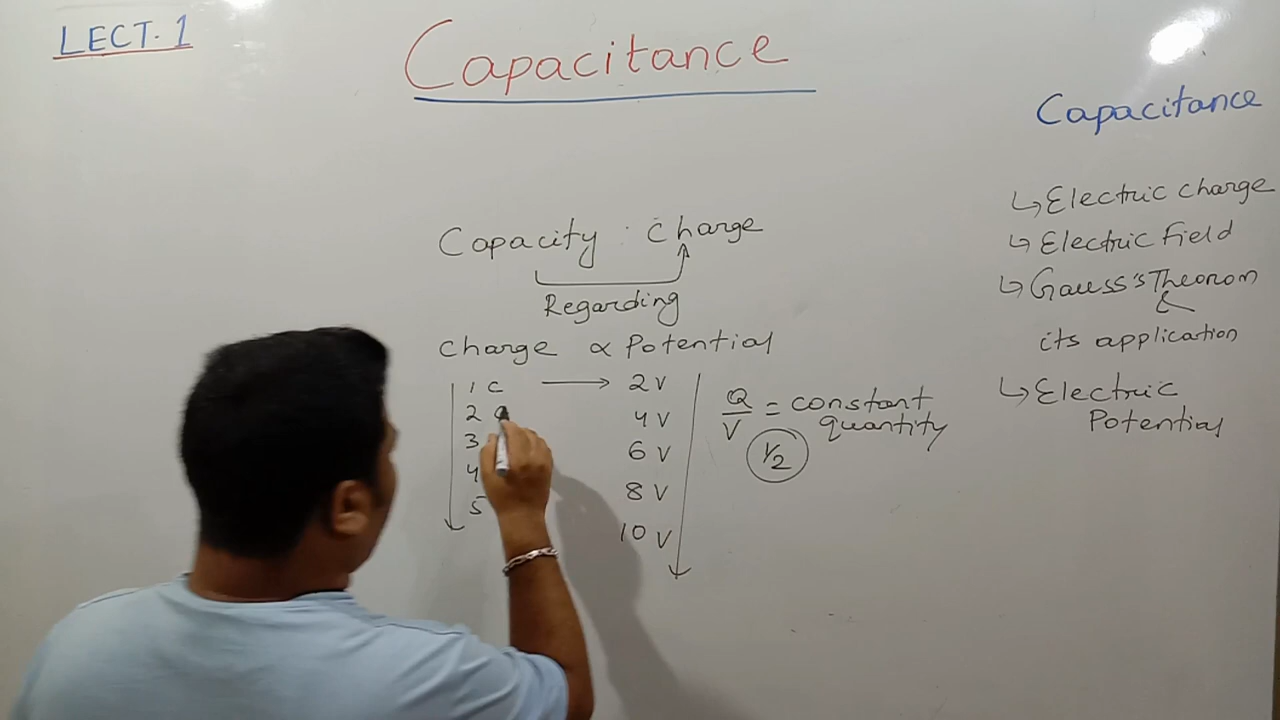 LECT. 1
Capacitance
Capacity : Charge
Regarding
Charge ∝ Potential
1 C → 2 V
2 4 V
3 6 V
4 8 V
5 10 V
Q/V = constant quantity
1/2
Capacitance
↳ Electric charge
↳ Electric Field
↳ Gauss's Theorom
&
its application
↳ Electric
Potential